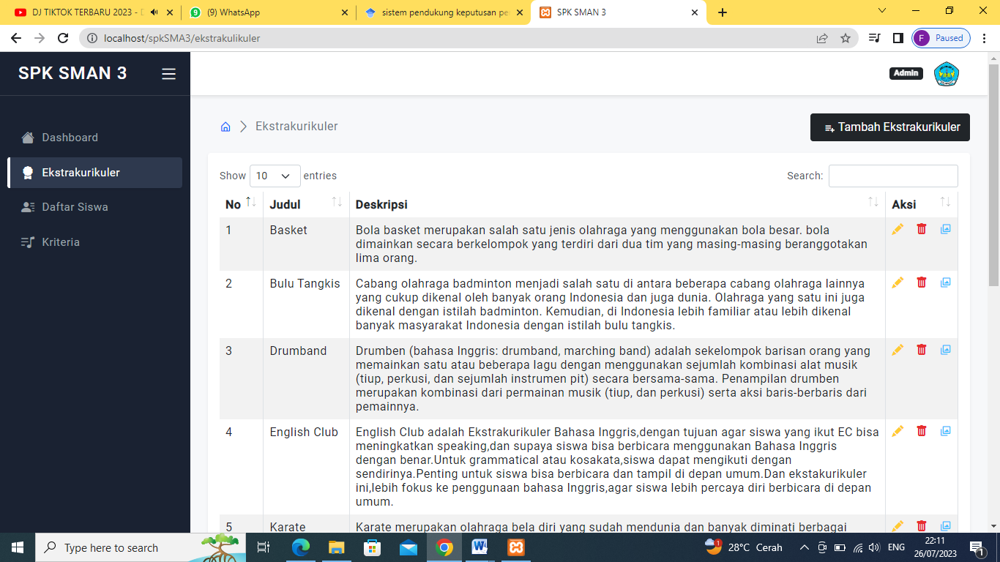 DJ TIKTOK TERBARU 2023 - D
(9) WhatsApp
sistem pendukung keputusan pe
SPK SMAN 3
localhost/spkSMA3/ekstrakulikuler
F Paused
SPK SMAN 3
Admin
Dashboard
Ekstrakurikuler
Daftar Siswa
Kriteria
Ekstrakurikuler
Tambah Ekstrakurikuler
Show 10 entries
Search:
No Judul Deskripsi Aksi
1 Basket Bola basket merupakan salah satu jenis olahraga yang menggunakan bola besar. bola
dimainkan secara berkelompok yang terdiri dari dua tim yang masing-masing beranggotakan
lima orang.
2 Bulu Tangkis Cabang olahraga badminton menjadi salah satu di antara beberapa cabang olahraga lainnya
yang cukup dikenal oleh banyak orang Indonesia dan juga dunia. Olahraga yang satu ini juga
dikenal dengan istilah badminton. Kemudian, di Indonesia lebih familiar atau lebih dikenal
banyak masyarakat Indonesia dengan istilah bulu tangkis.
3 Drumband Drumben (bahasa Inggris: drumband, marching band) adalah sekelompok barisan orang yang
memainkan satu atau beberapa lagu dengan menggunakan sejumlah kombinasi alat musik
(tiup, perkusi, dan sejumlah instrumen pit) secara bersama-sama. Penampilan drumben
merupakan kombinasi dari permainan musik (tiup, dan perkusi) serta aksi baris-berbaris dari
pemainnya.
4 English Club English Club adalah Ekstrakurikuler Bahasa Inggris,dengan tujuan agar siswa yang ikut EC bisa
meningkatkan speaking,dan supaya siswa bisa berbicara menggunakan Bahasa Inggris
dengan benar.Untuk grammatical atau kosakata,siswa dapat mengikuti dengan
sendirinya.Penting untuk siswa bisa berbicara dan tampil di depan umum.Dan ekstakurikuler
ini,lebih fokus ke penggunaan bahasa Inggris,agar siswa lebih percaya diri berbicara di depan
umum.
5 Karate Karate merupakan olahraga bela diri yang sudah mendunia dan banyak diminati berbagai
Type here to search
28°C Cerah
ENG
22:11
26/07/2023
1